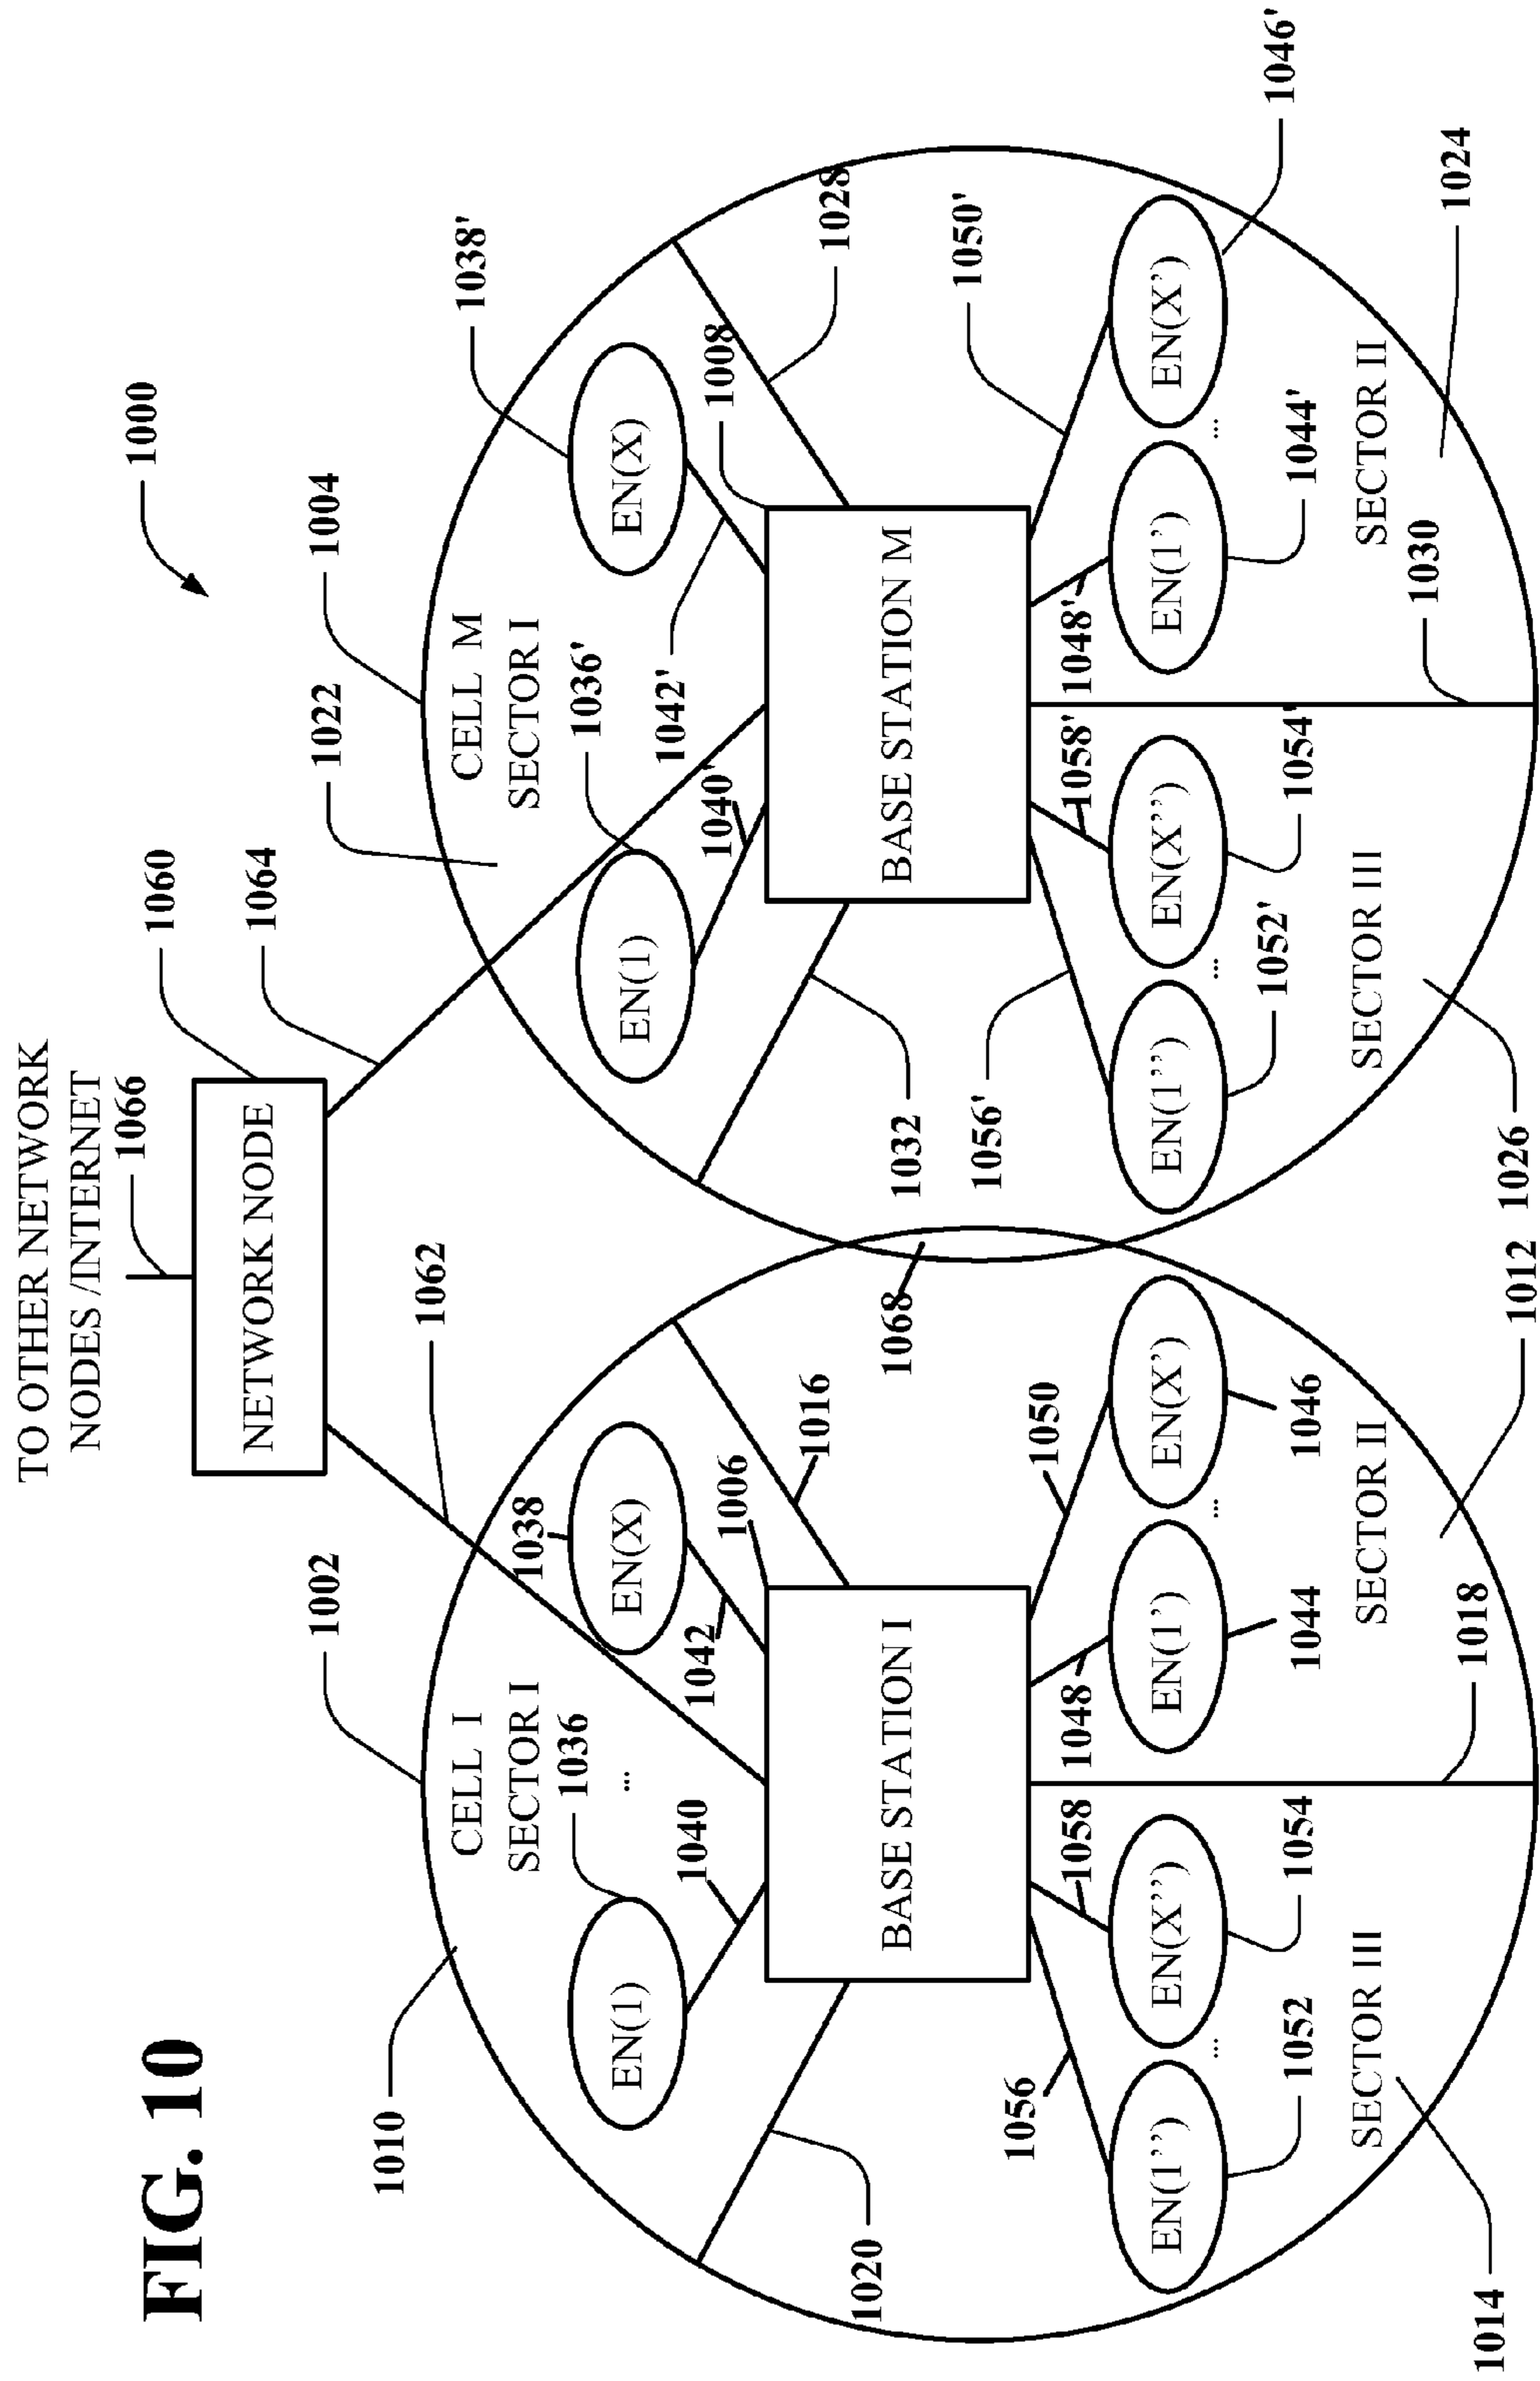 FIG. 10
TO OTHER NETWORK
NODES /INTERNET
1066
NETWORK NODE
1060
1000
1062
1064
1002
1010
CELL I
SECTOR I
1036
...
EN(1)
1038
EN(X)
1040
1042
1006
BASE STATION I
1016
1020
1056
1058
1048
1050
EN(1’’)
...
EN(X’’)
EN(1’)
...
EN(X’)
1052
1054
1044
1046
SECTOR III
SECTOR II
1014
1018
1012
1068
1004
1022
CELL M
SECTOR I
1036'
1038'
EN(1)
EN(X)
1040'
1042'
1008
BASE STATION M
1028
1032
1056'
1058'
1048'
1050'
EN(1’’)
...
EN(X’’)
EN(1’)
...
EN(X’)
1052'
1054'
1044'
1046'
SECTOR III
SECTOR II
1026
1030
1024